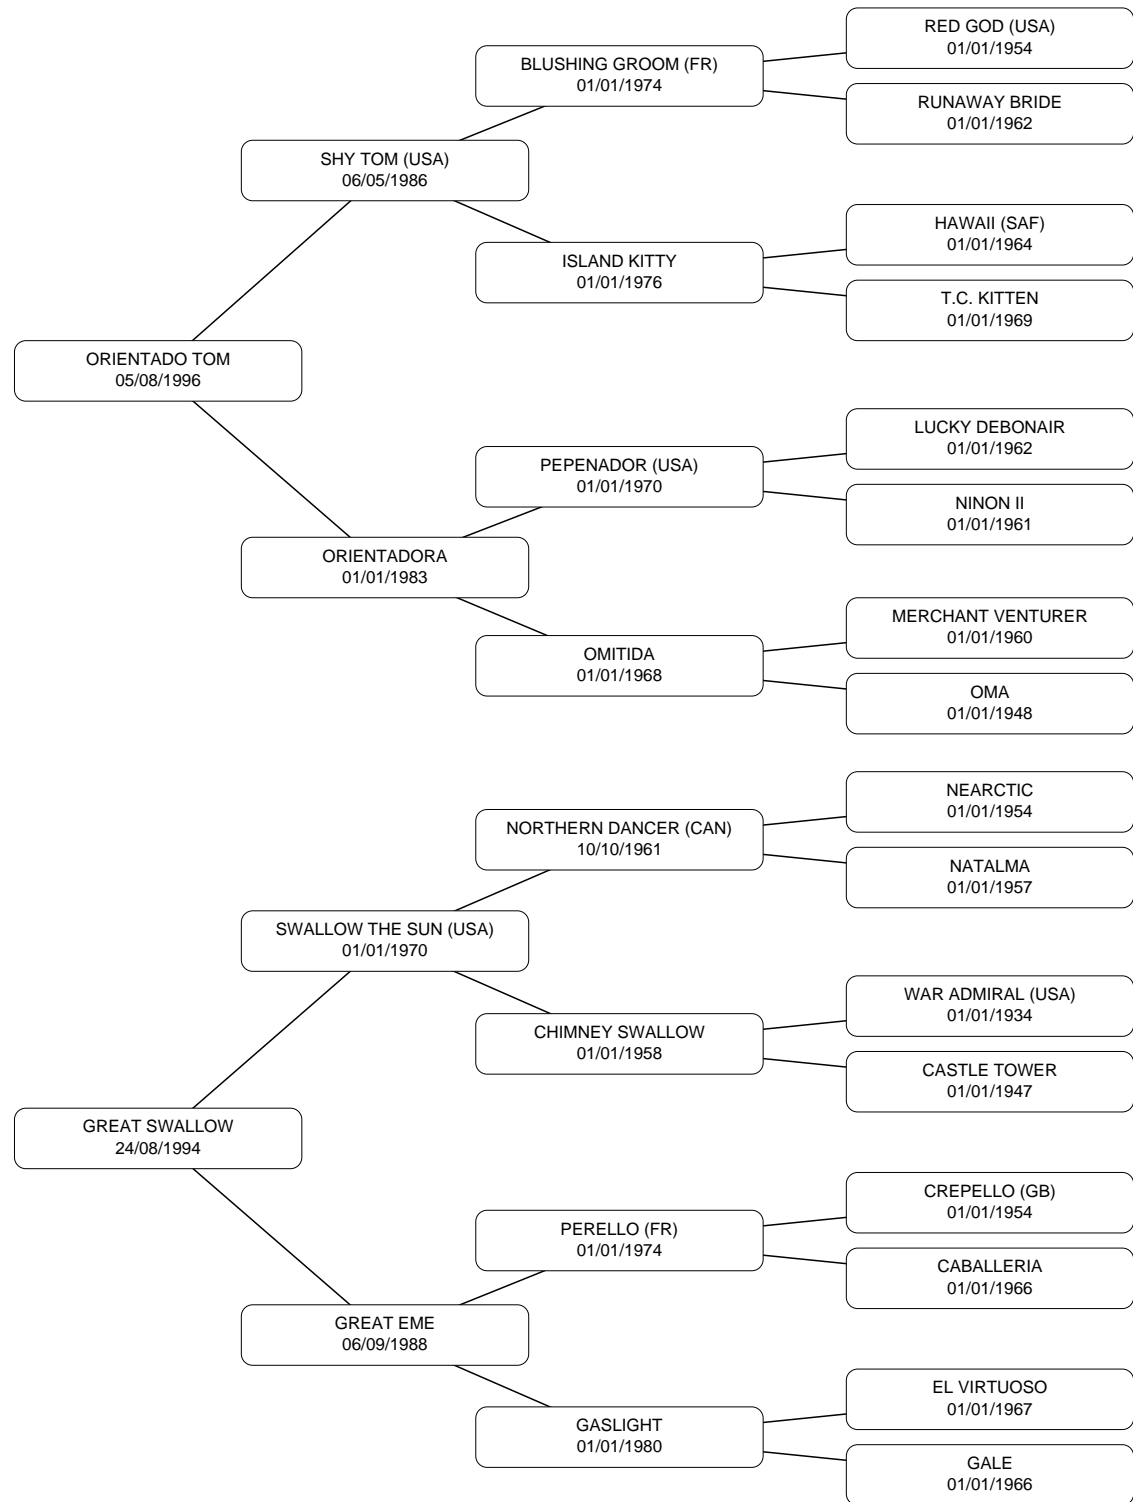 RED GOD (USA)
01/01/1954
BLUSHING GROOM (FR)
01/01/1974
RUNAWAY BRIDE
01/01/1962
SHY TOM (USA)
06/05/1986
HAWAII (SAF)
01/01/1964
ISLAND KITTY
01/01/1976
T.C. KITTEN
01/01/1969
ORIENTADO TOM
05/08/1996
LUCKY DEBONAIR
01/01/1962
PEPENADOR (USA)
01/01/1970
NINON II
01/01/1961
ORIENTADORA
01/01/1983
MERCHANT VENTURER
01/01/1960
OMITIDA
01/01/1968
OMA
01/01/1948
NEARCTIC
01/01/1954
NORTHERN DANCER (CAN)
10/10/1961
NATALMA
01/01/1957
SWALLOW THE SUN (USA)
01/01/1970
WAR ADMIRAL (USA)
01/01/1934
CHIMNEY SWALLOW
01/01/1958
CASTLE TOWER
01/01/1947
GREAT SWALLOW
24/08/1994
CREPELLO (GB)
01/01/1954
PERELLO (FR)
01/01/1974
CABALLERIA
01/01/1966
GREAT EME
06/09/1988
EL VIRTUOSO
01/01/1967
GASLIGHT
01/01/1980
GALE
01/01/1966